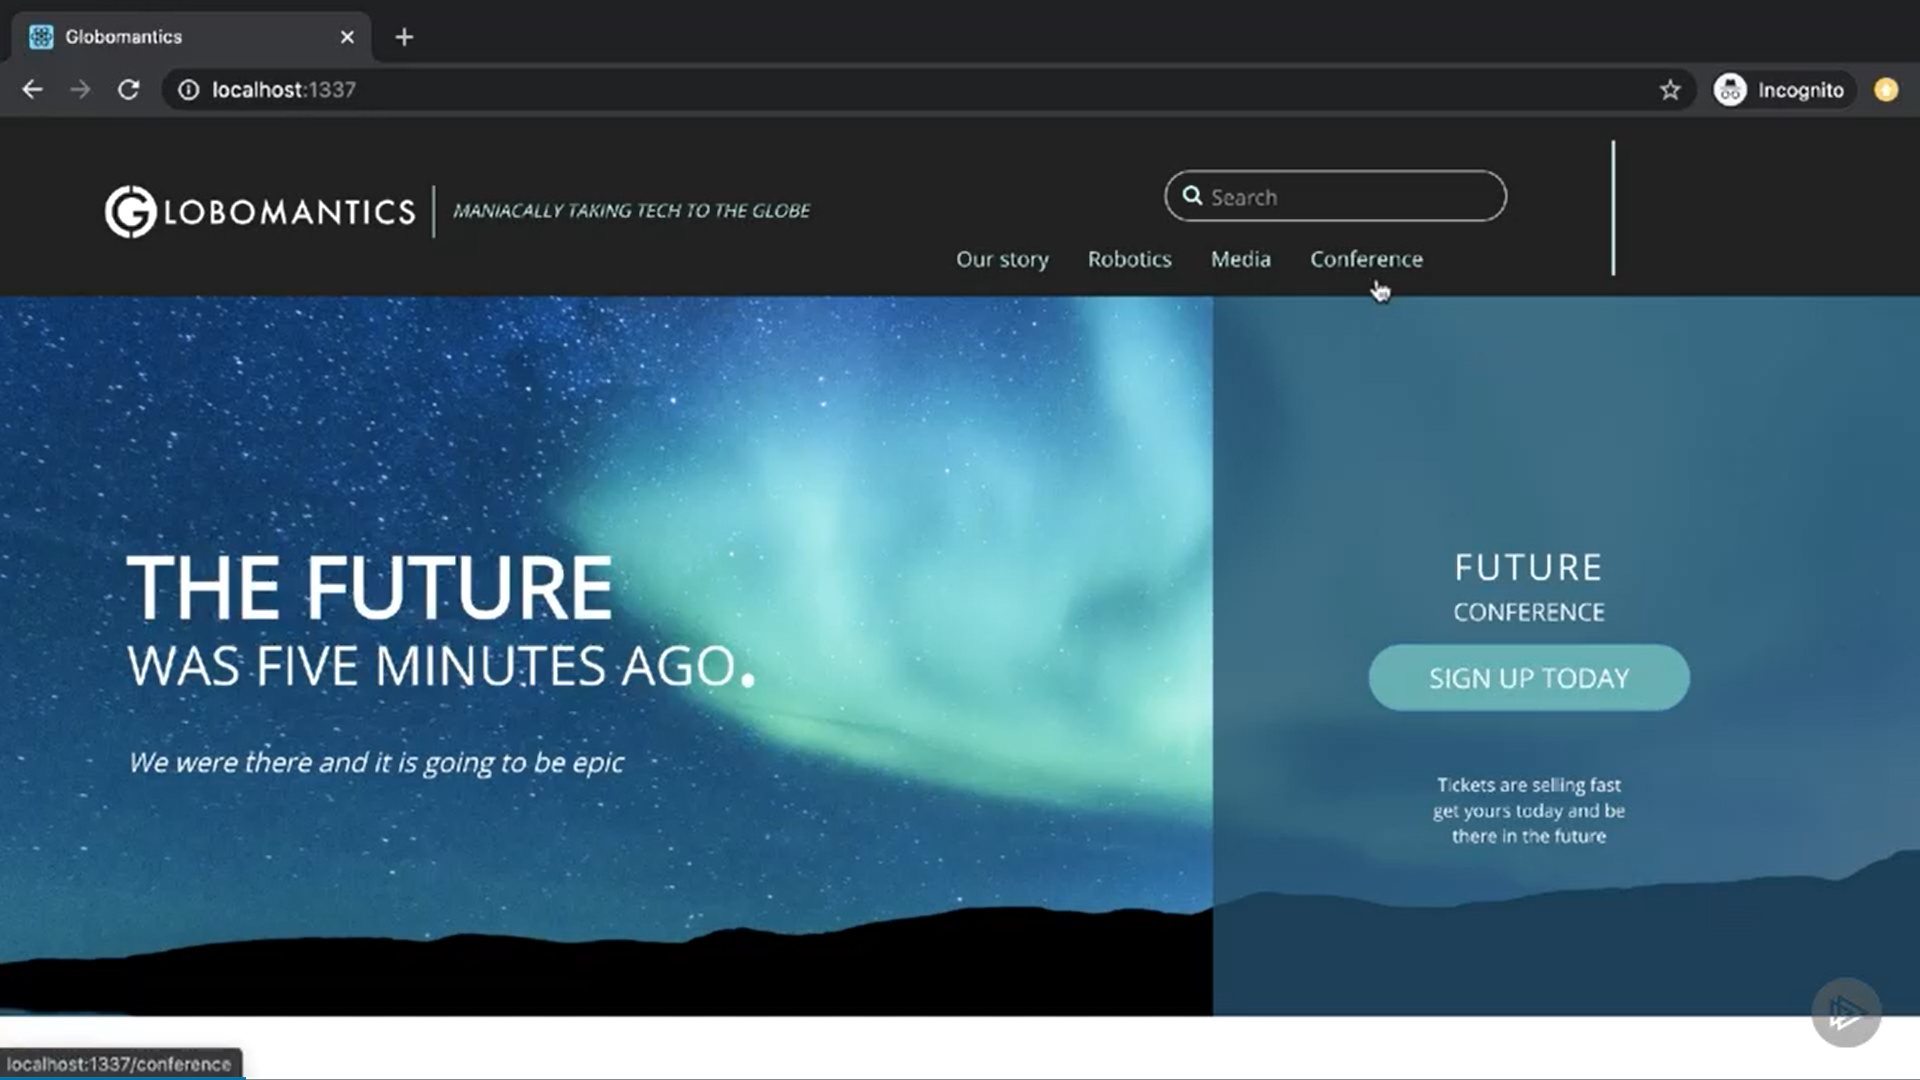 Globomantics
localhost:1337
Incognito
GLOBOMANTICS
MANIACALLY TAKING TECH TO THE GLOBE
Search
Our story
Robotics
Media
Conference
THE FUTURE
WAS FIVE MINUTES AGO.
We were there and it is going to be epic
FUTURE
CONFERENCE
SIGN UP TODAY
Tickets are selling fast
get yours today and be
there in the future
localhost:1337/conference